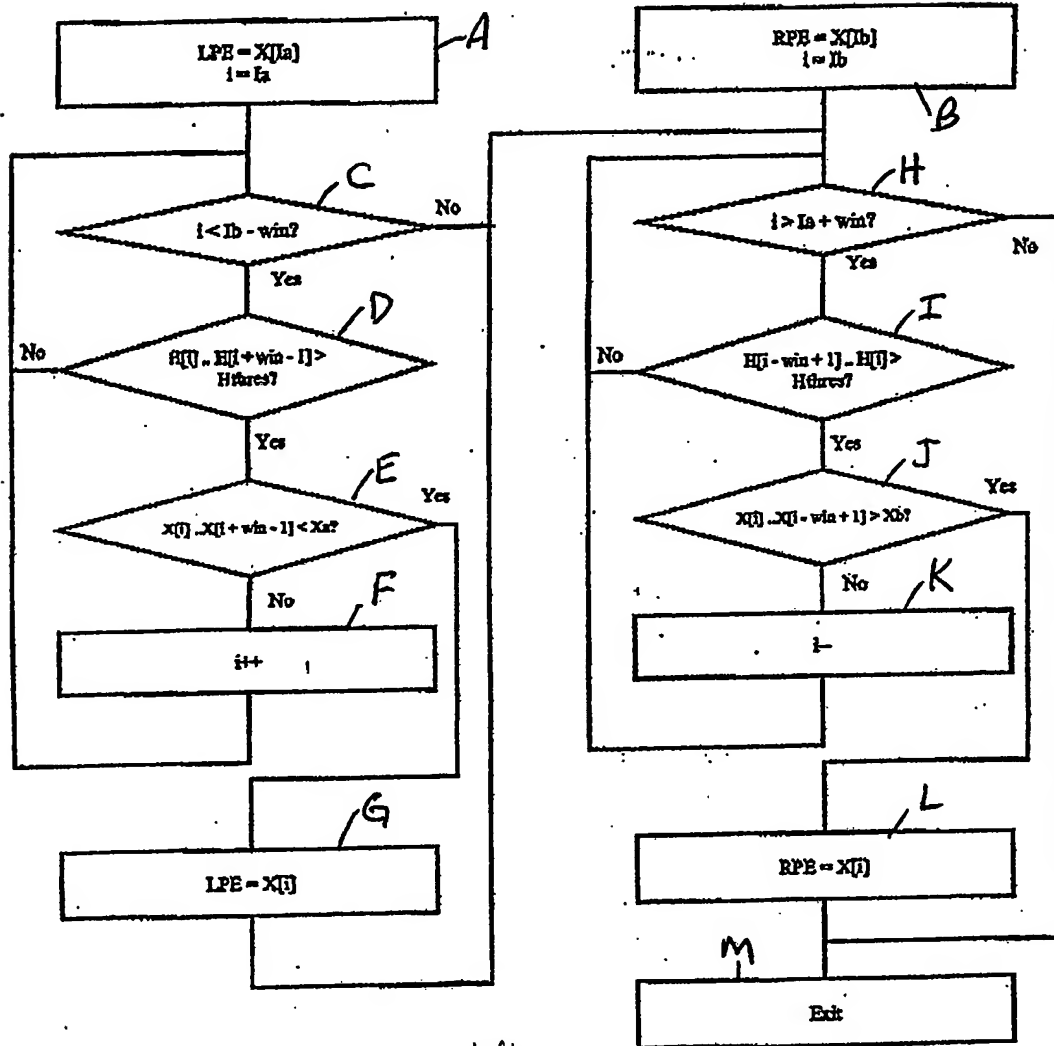 LPE = X[Ia]
i = Ia
A
C
i < Ib - win?
No
Yes
D
H[i] .. H[i + win - 1] >
Hthres?
No
Yes
E
X[i] ..X[i + win - 1] < Xa?
Yes
No
F
i++
G
LPE = X[i]
RPE = X[Ib]
i = Ib
B
H
i > Ia + win?
No
Yes
I
H[i - win + 1] .. H[i] >
Hthres?
No
Yes
J
X[i] ..X[i - win + 1] > Xb?
Yes
No
K
i-
L
RPE = X[i]
M
Exit